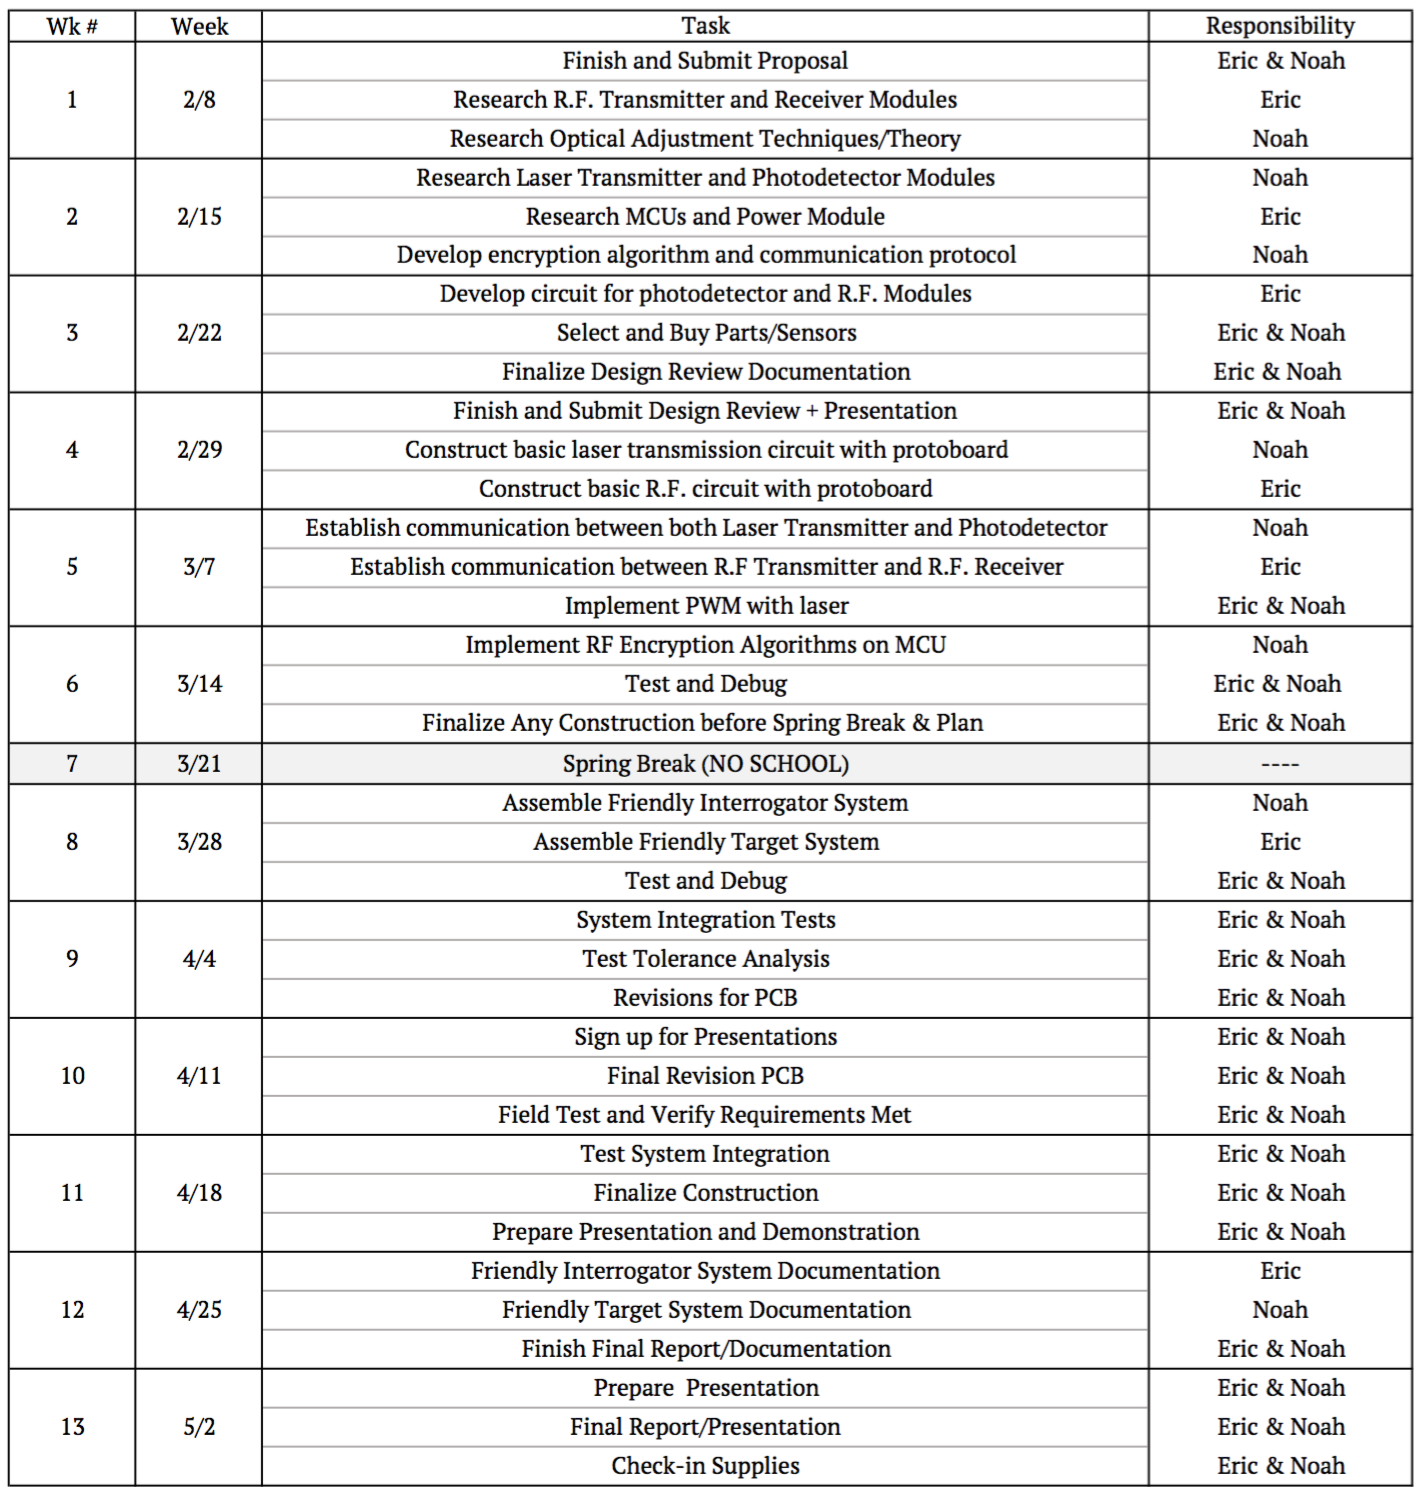 Wk # Week Task Responsibility
Finish and Submit Proposal Eric & Noah
1 2/8 Research R.F. Transmitter and Receiver Modules Eric
Research Optical Adjustment Techniques/Theory Noah
Research Laser Transmitter and Photodetector Modules Noah
2 2/15 Research MCUs and Power Module Eric
Develop encryption algorithm and communication protocol Noah
Develop circuit for photodetector and R.F. Modules Eric
3 2/22 Select and Buy Parts/Sensors Eric & Noah
Finalize Design Review Documentation Eric & Noah
Finish and Submit Design Review + Presentation Eric & Noah
4 2/29 Construct basic laser transmission circuit with protoboard Noah
Construct basic R.F. circuit with protoboard Eric
Establish communication between both Laser Transmitter and Photodetector Noah
5 3/7 Establish communication between R.F Transmitter and R.F. Receiver Eric
Implement PWM with laser Eric & Noah
Implement RF Encryption Algorithms on MCU Noah
6 3/14 Test and Debug Eric & Noah
Finalize Any Construction before Spring Break & Plan Eric & Noah
7 3/21 Spring Break (NO SCHOOL) ----
Assemble Friendly Interrogator System Noah
8 3/28 Assemble Friendly Target System Eric
Test and Debug Eric & Noah
System Integration Tests Eric & Noah
9 4/4 Test Tolerance Analysis Eric & Noah
Revisions for PCB Eric & Noah
Sign up for Presentations Eric & Noah
10 4/11 Final Revision PCB Eric & Noah
Field Test and Verify Requirements Met Eric & Noah
Test System Integration Eric & Noah
11 4/18 Finalize Construction Eric & Noah
Prepare Presentation and Demonstration Eric & Noah
Friendly Interrogator System Documentation Eric
12 4/25 Friendly Target System Documentation Noah
Finish Final Report/Documentation Eric & Noah
Prepare Presentation Eric & Noah
13 5/2 Final Report/Presentation Eric & Noah
Check-in Supplies Eric & Noah